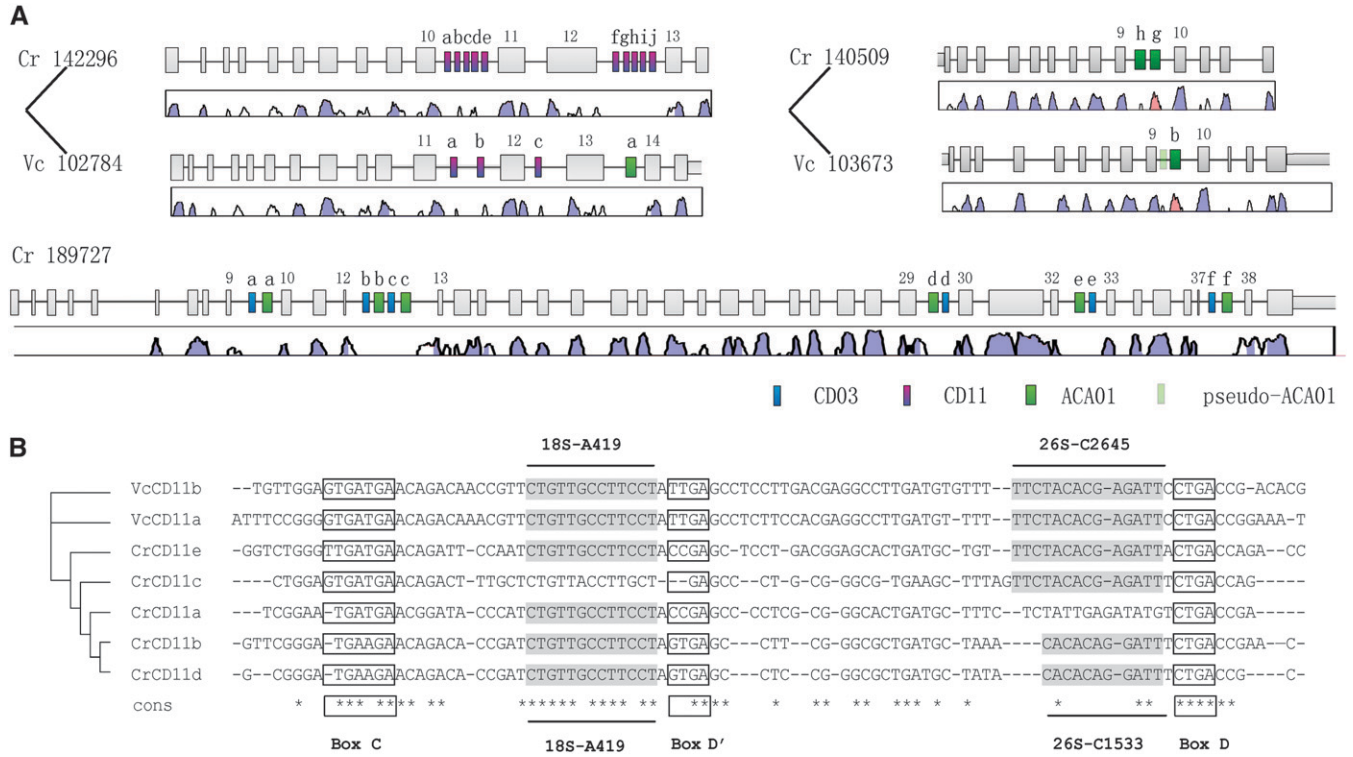 A
10 abcde 11 12 fghij 13
Cr 142296
9 h g 10
Cr 140509
11 a b 12 c 13 a 14
Vc 102784
9 b 10
Vc 103673
Cr 189727
9 a a 10 12 b b c c 13 29 d d 30 32 e e 33 37 f f 38
CD03 CD11 ACA01 pseudo-ACA01
B
18S-A419 26S-C2645
VcCD11b --TGTTGGAGTGATGAACAGACAACCGTTCTGTTGCCTTCCTATTGAGCCTCCTTGACGAGGCCTTGATGTGTTT--TTCTACACG-AGATTCCTGACCG-ACACG
VcCD11a ATTTCCGGGGTGATGAACAGACAAACGTTCTGTTGCCTTCCTATTGAGCCTCTTCCACGAGGCCTTGATGT-TTT--TTCTACACG-AGATTCCTGACCGGAAA-T
CrCD11e -GGTCTGGGTTGATGAACAGATT-CCAATCTGTTGCCTTCCTACCGAGC-TCCT-GACGGAGCACTGATGC-TGT--TTCTACACG-AGATTACTGACCAGA--CC
CrCD11c ----CTGGAGTGATGAACAGACT-TTGCTCTGTTACCTTGCT--GAGCC--CT-G-CG-GGCG-TGAAGC-TTTAGTTCTACACG-AGATTTCTGACCAG-----
CrCD11a ---TCGGAA-TGATGAACGGATA-CCCATCTGTTGCCTTCCTACCGAGCC-CCTCG-CG-GGCACTGATGC-TTTC--TCTATTGAGATATGTCTGACCGA-----
CrCD11b -GTTCGGGA-TGAAGAACAGACA-CCGATCTGTTGCCTTCCTAGTGAGC---CTT--CG-GGCGCTGATGC-TAAA----CACACAG-GATTTCTGACCGAA--C-
CrCD11d -G--CGGGA-TGAAGAACAGACA-CCGATCTGTTGCCTTCCTAGTGAGC---CTC--CG-GGCGCTGATGC-TATA----CACACAG-GATTTCTGACCG----C-
cons * *** ** ** ** ****** **** ** **** * ** ** *** * * * ** ******
Box C 18S-A419 Box D' 26S-C1533 Box D